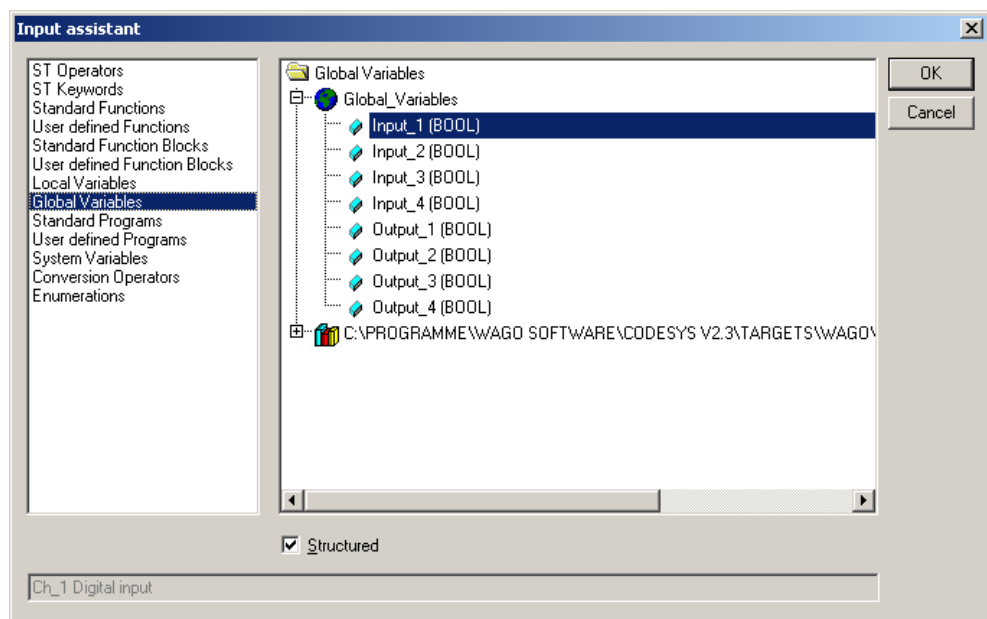 Input assistant
ST Operators
ST Keywords
Standard Functions
User defined Functions
Standard Function Blocks
User defined Function Blocks
Local Variables
Global Variables
Standard Programs
User defined Programs
System Variables
Conversion Operators
Enumerations
Global Variables
Global_Variables
Input_1 (BOOL)
Input_2 (BOOL)
Input_3 (BOOL)
Input_4 (BOOL)
Output_1 (BOOL)
Output_2 (BOOL)
Output_3 (BOOL)
Output_4 (BOOL)
C:\PROGRAMME\WAGO SOFTWARE\CODESYS V2.3\TARGETS\WAGO\
OK
Cancel
Structured
Ch_1 Digital input